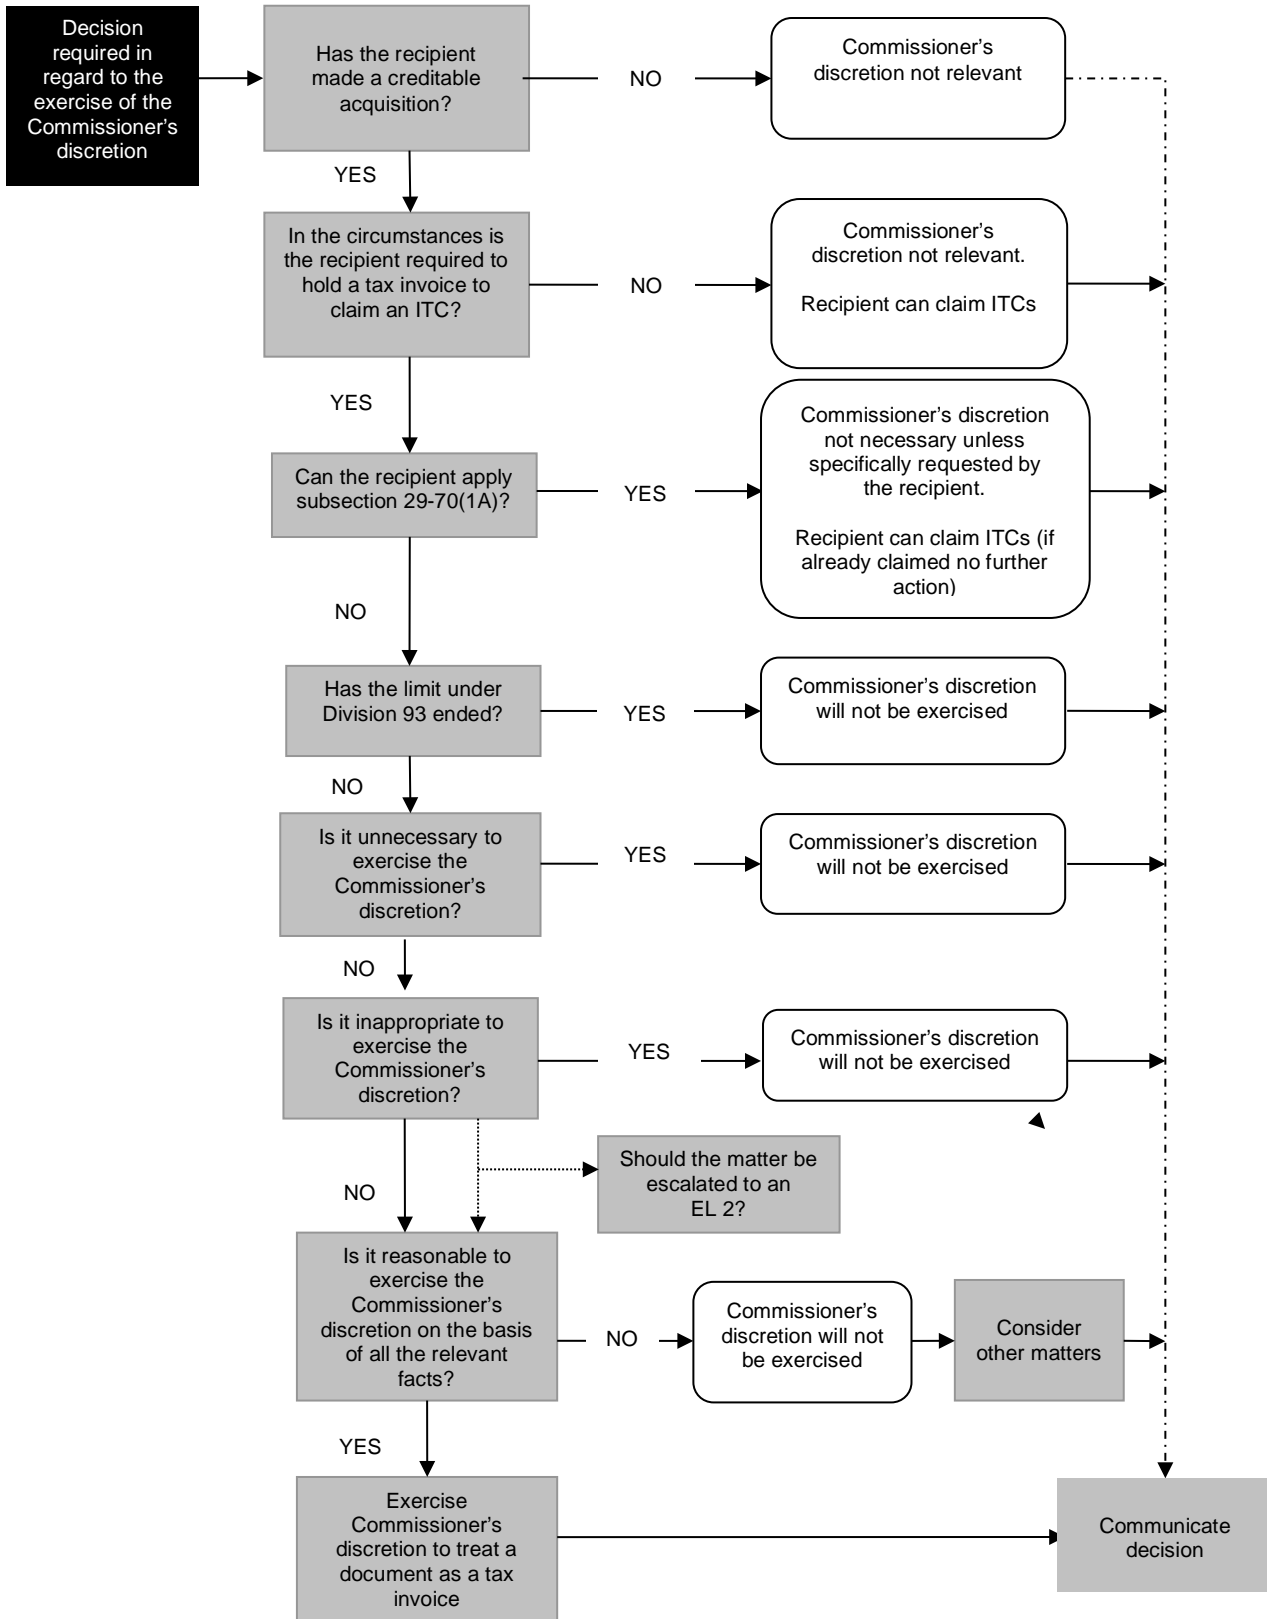 Decision
required in
regard to the
exercise of the
Commissioner's
discretion
Has the recipient
made a creditable
acquisition?
NO
Commissioner's
discretion not relevant
YES
In the circumstances is
the recipient required to
hold a tax invoice to
claim an ITC?
NO
Commissioner's
discretion not relevant.
Recipient can claim ITCs
YES
Can the recipient apply
subsection 29-70(1A)?
YES
Commissioner's discretion
not necessary unless
specifically requested by
the recipient.
Recipient can claim ITCs (if
already claimed no further
action)
NO
Has the limit under
Division 93 ended?
YES
Commissioner's discretion
will not be exercised
NO
Is it unnecessary to
exercise the
Commissioner's
discretion?
YES
Commissioner's discretion
will not be exercised
NO
Is it inappropriate to
exercise the
Commissioner's
discretion?
YES
Commissioner's discretion
will not be exercised
NO
Should the matter be
escalated to an
EL 2?
Is it reasonable to
exercise the
Commissioner's
discretion on the basis
of all the relevant
facts?
NO
Commissioner's
discretion will not
be exercised
Consider
other matters
YES
Exercise
Commissioner's
discretion to treat a
document as a tax
invoice
Communicate
decision